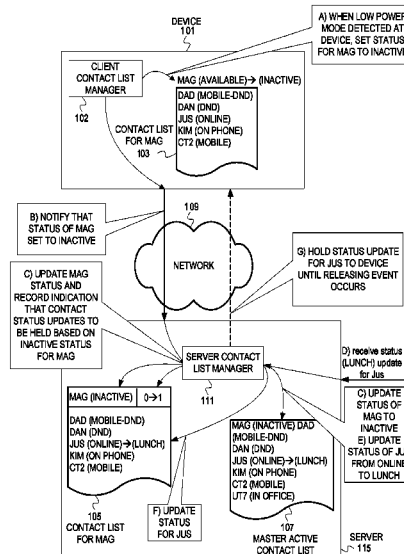 DEVICE
101
A) WHEN LOW POWER
MODE DETECTED AT
DEVICE, SET STATUS
FOR MAG TO INACTIVE
CLIENT
CONTACT LIST
MANAGER
102
MAG (AVAILABLE)→(INACTIVE)
DAD (MOBILE-DND)
DAN (DND)
JUS (ONLINE)
KIM (ON PHONE)
CT2 (MOBILE)
CONTACT LIST
FOR MAG
103
B) NOTIFY THAT
STATUS OF MAG
SET TO INACTIVE
109
NETWORK
G) HOLD STATUS UPDATE
FOR JUS TO DEVICE
UNTIL RELEASING EVENT
OCCURS
C) UPDATE MAG
STATUS AND
RECORD INDICATION
THAT CONTACT
STATUS UPDATES TO
BE HELD BASED ON
INACTIVE STATUS
FOR MAG
SERVER CONTACT
LIST MANAGER
111
D) receive status
(LUNCH) update
for Jus
MAG (INACTIVE) 0→1
DAD (MOBILE-DND)
DAN (DND)
JUS (ONLINE)→(LUNCH)
KIM (ON PHONE)
CT2 (MOBILE)
105
CONTACT LIST
FOR MAG
F) UPDATE
STATUS
FOR JUS
MAG (INACTIVE) DAD
(MOBILE-DND)
DAN (DND)
JUS (ONLINE)→(LUNCH)
KIM (ON PHONE)
CT2 (MOBILE)
UT7 (IN OFFICE)
107
MASTER ACTIVE
CONTACT LIST
C) UPDATE
STATUS OF
MAG TO
INACTIVE
E) UPDATE
STATUS OF JUS
FROM ONLINE
TO LUNCH
SERVER
115